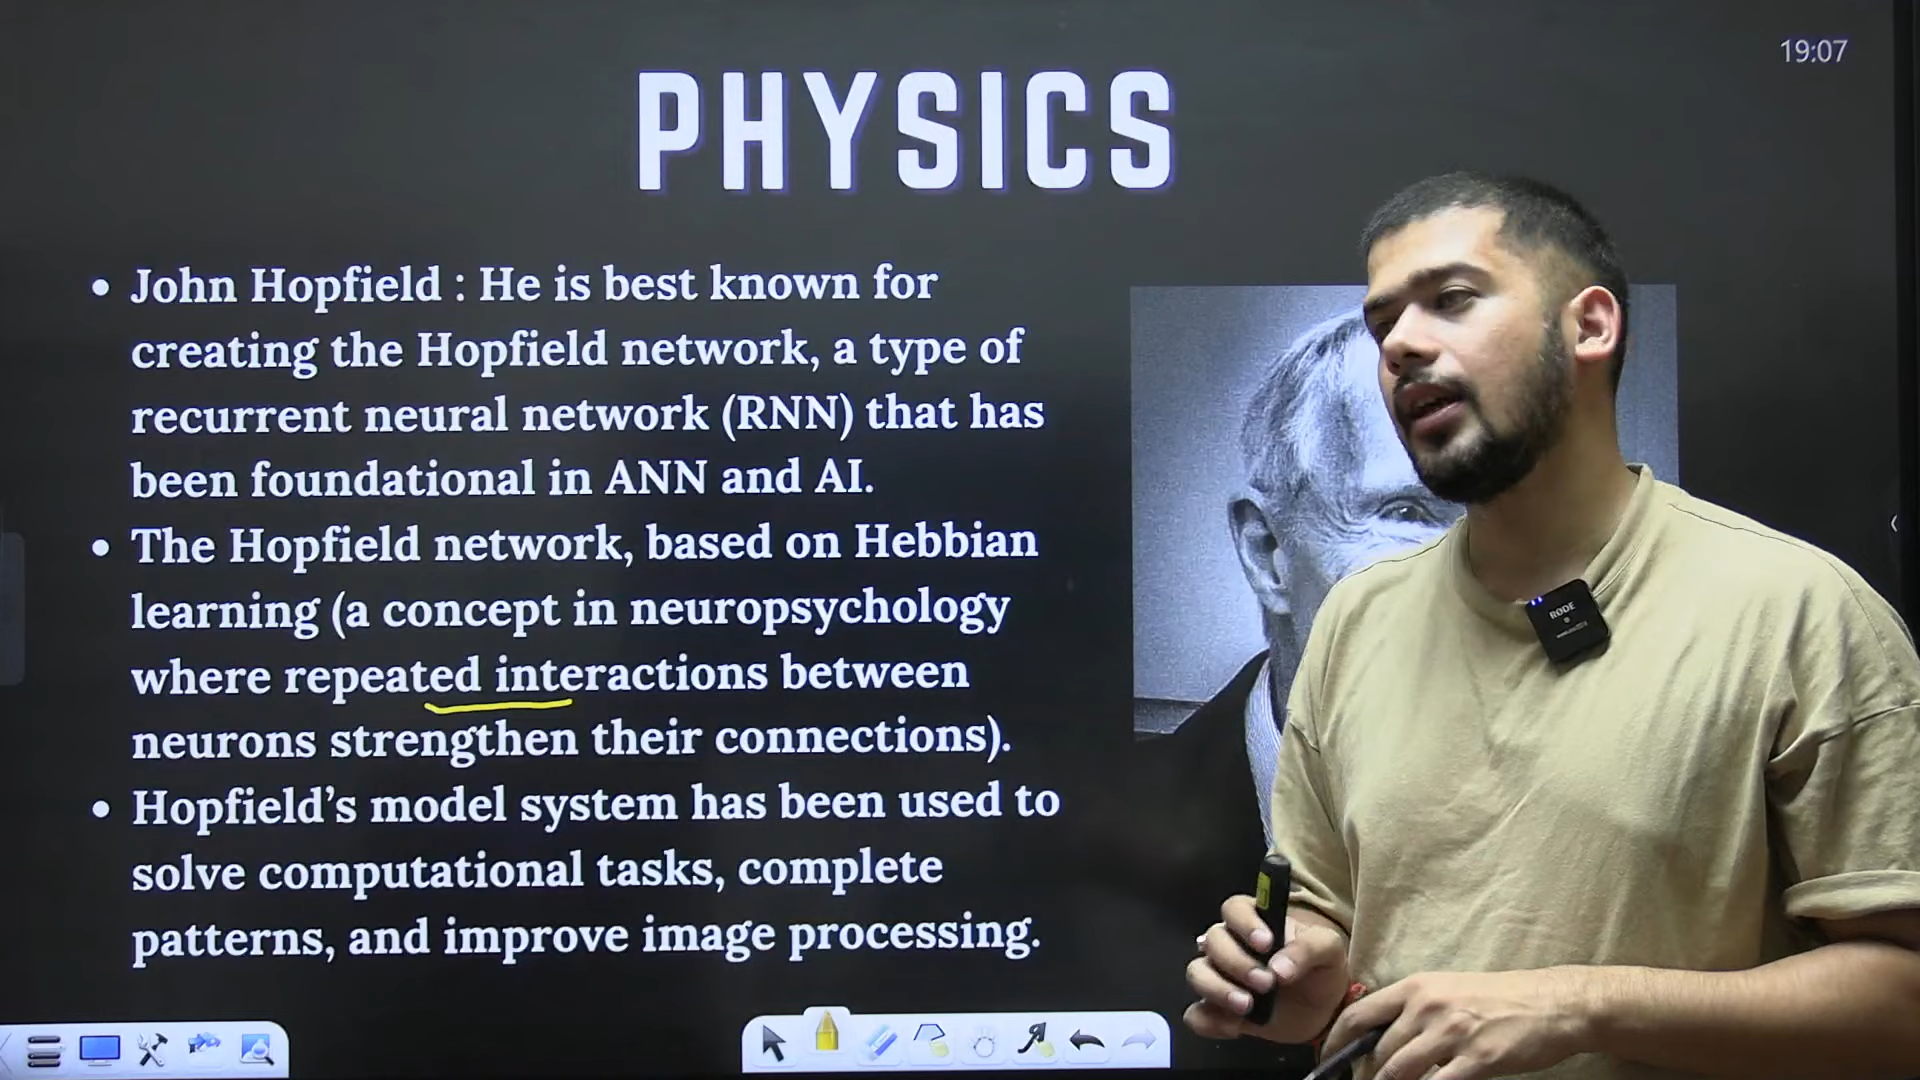 19:07
PHYSICS
• John Hopfield : He is best known for
creating the Hopfield network, a type of
recurrent neural network (RNN) that has
been foundational in ANN and AI.
• The Hopfield network, based on Hebbian
learning (a concept in neuropsychology
where repeated interactions between
neurons strengthen their connections).
• Hopfield’s model system has been used to
solve computational tasks, complete
patterns, and improve image processing.
RODE